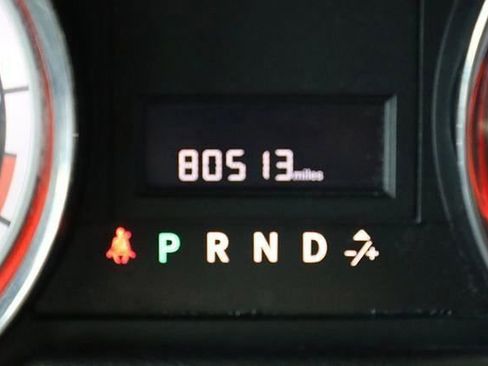 80513 miles
P R N D -/+